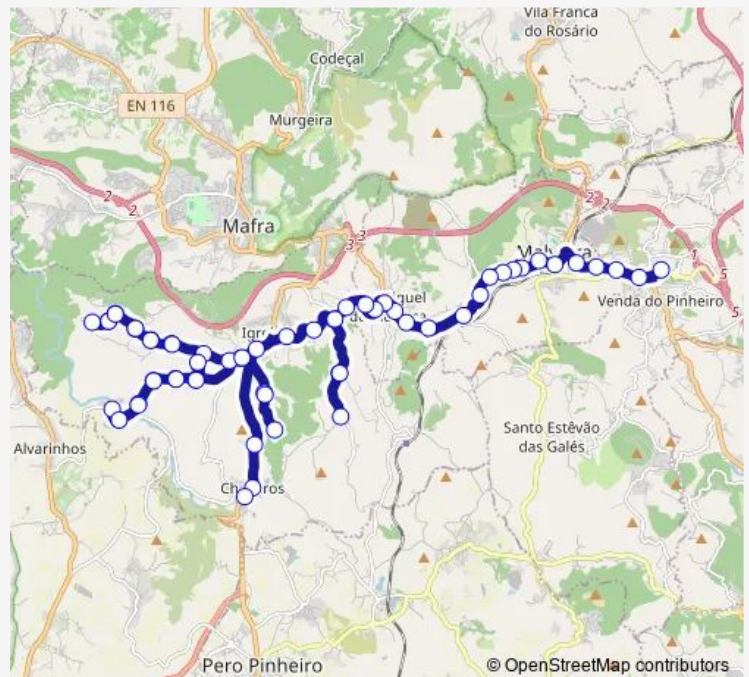 Vila Franca
do Rosário
Codeçal
EN 116
Murgeira
2
2
2
2
Mafra
3
3
1
5
5
Venda do Pinheiro
Santo Estêvão
das Galés
Alvarinhos
Pero Pinheiro
© OpenStreetMap contributors